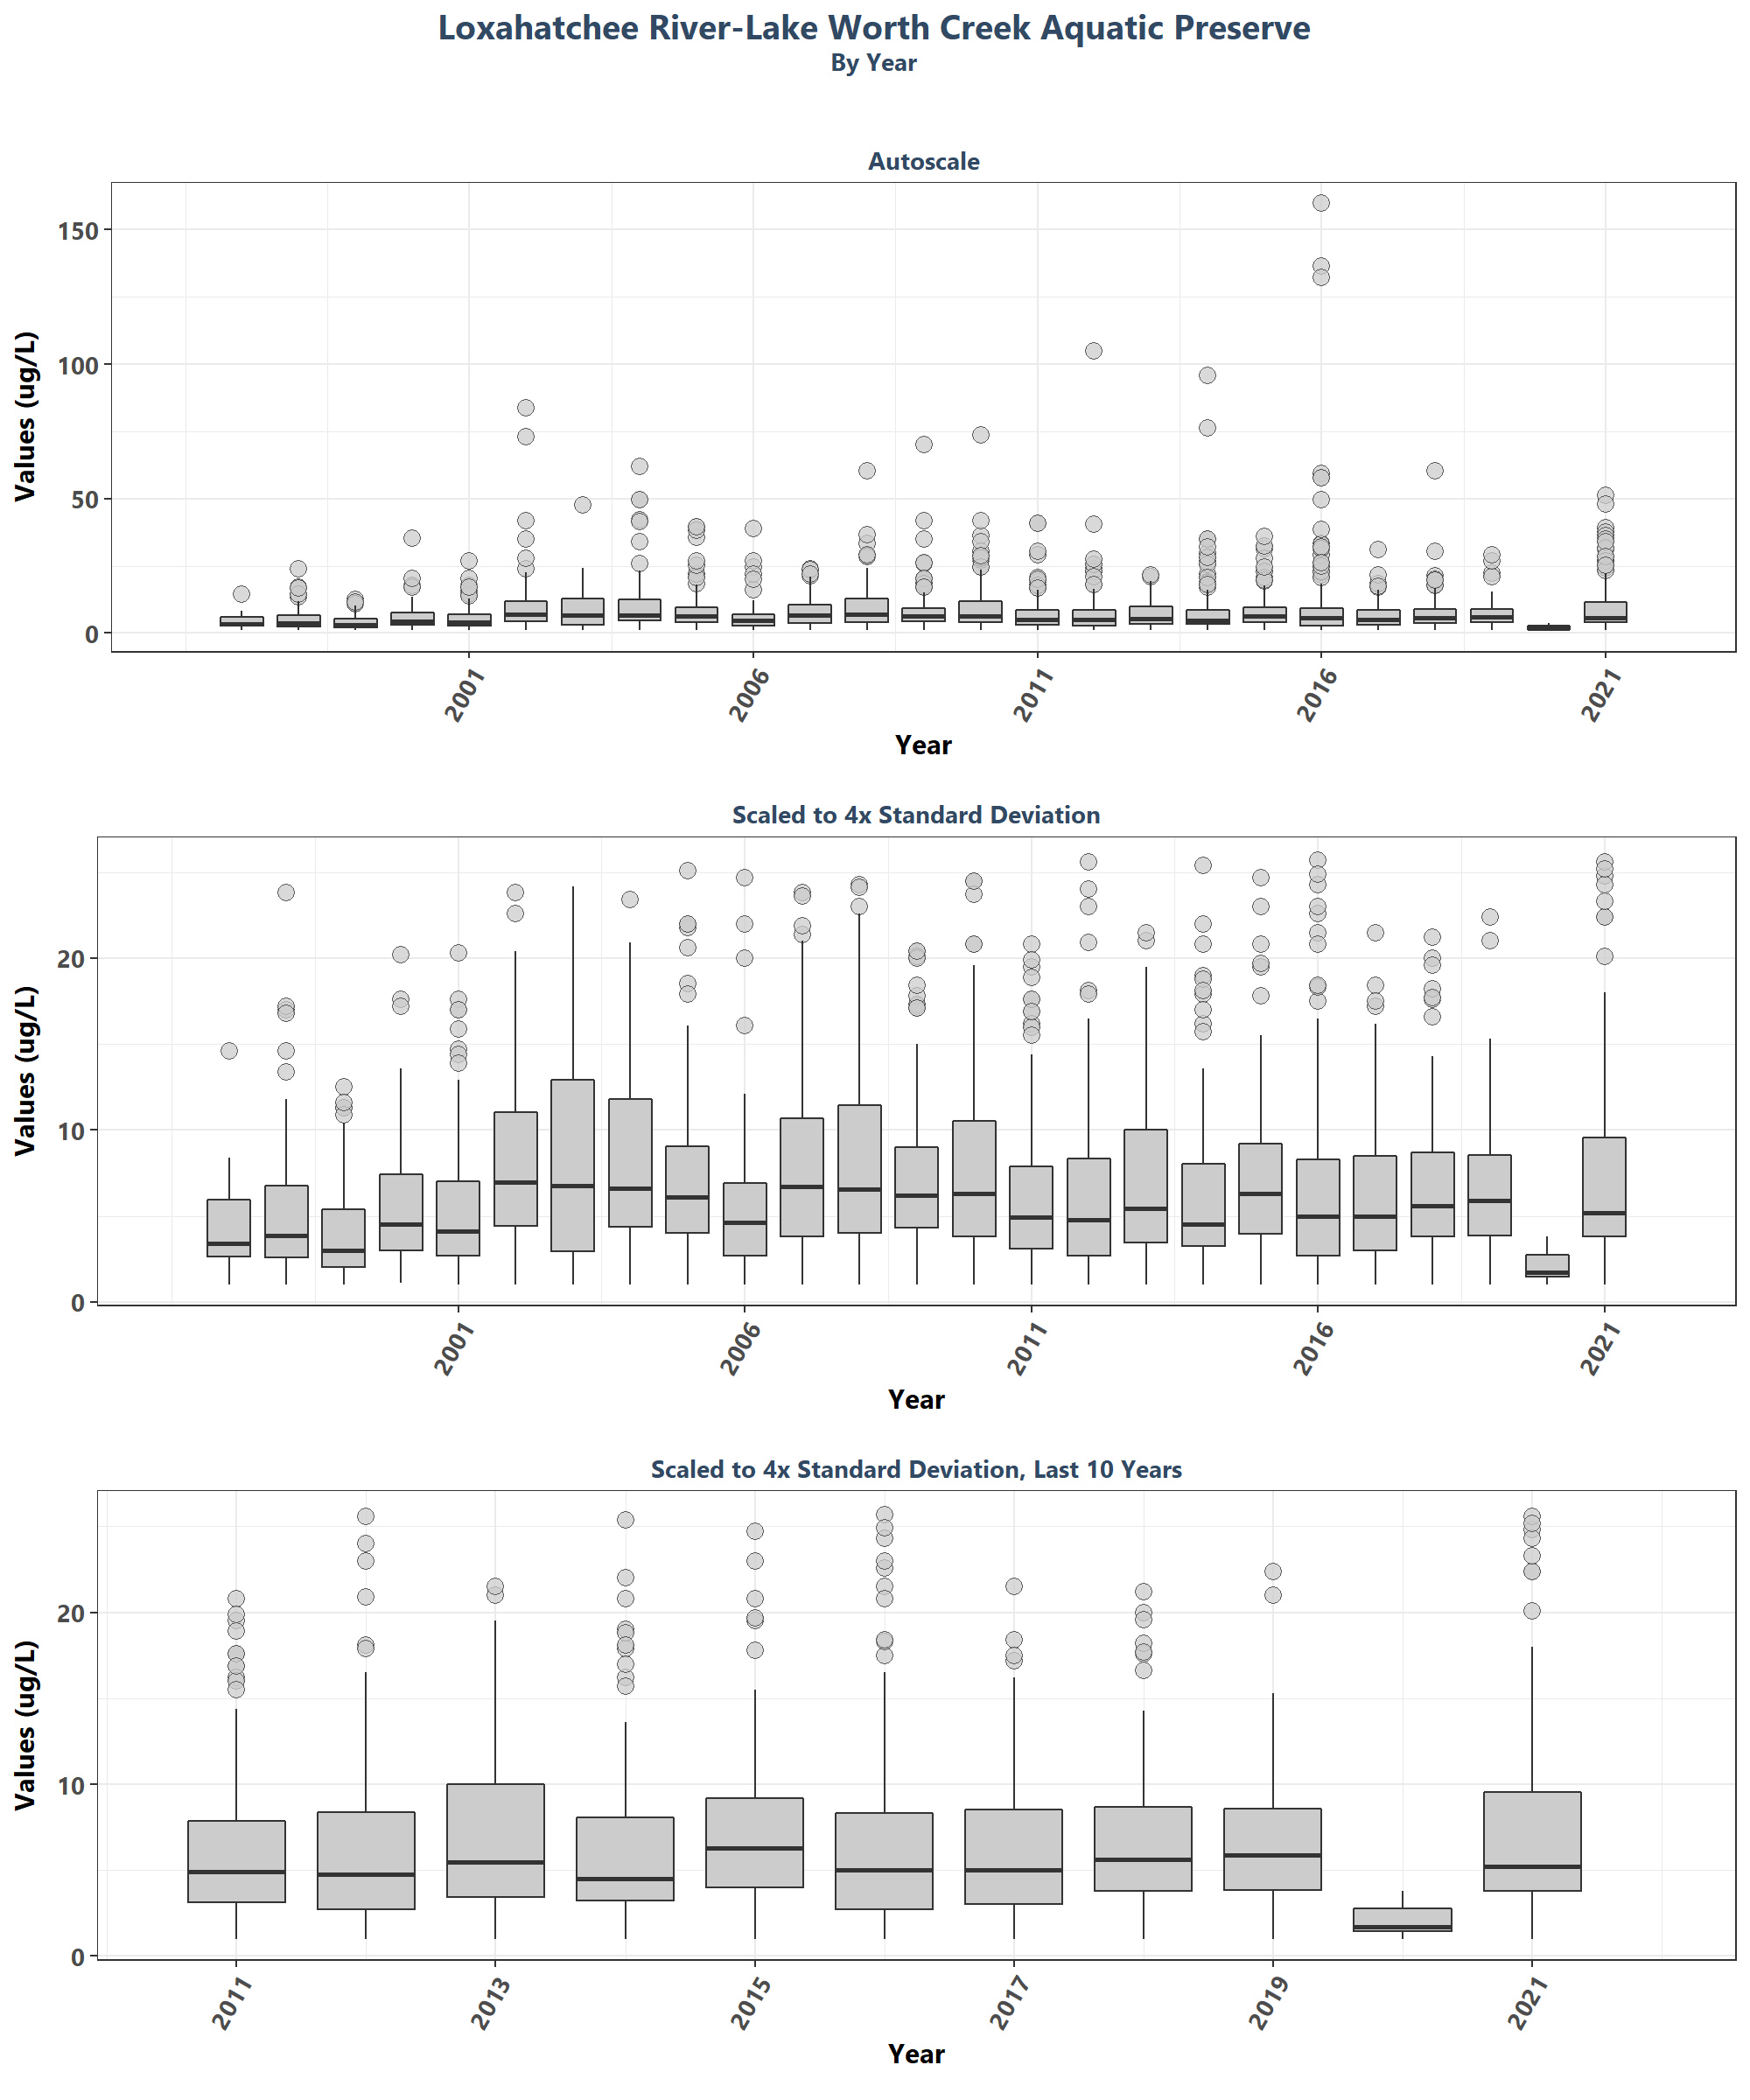 Loxahatchee River-Lake Worth Creek Aquatic Preserve
By Year
Autoscale
Values (ug/L)
150
100
50
0
2001
2006
2011
2016
2021
Year
Scaled to 4x Standard Deviation
Values (ug/L)
20
10
0
2001
2006
2011
2016
2021
Year
Scaled to 4x Standard Deviation, Last 10 Years
Values (ug/L)
20
10
0
2011
2013
2015
2017
2019
2021
Year